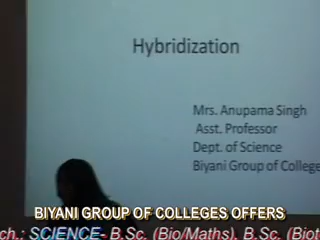 Hybridization
Mrs. Anupama Singh
Asst. Professor
Dept. of Science
Biyani Group of College
BIYANI GROUP OF COLLEGES OFFERS
ch.: SCIENCE- B.Sc. (Bio/Maths), B.Sc. (Biot